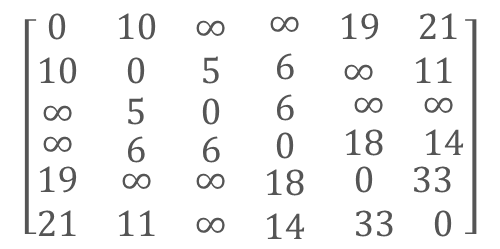 0 10 ∞ ∞ 19 21
10 0 5 6 ∞ 11
∞ 5 0 6 ∞ ∞
∞ 6 6 0 18 14
19 ∞ ∞ 18 0 33
21 11 ∞ 14 33 0